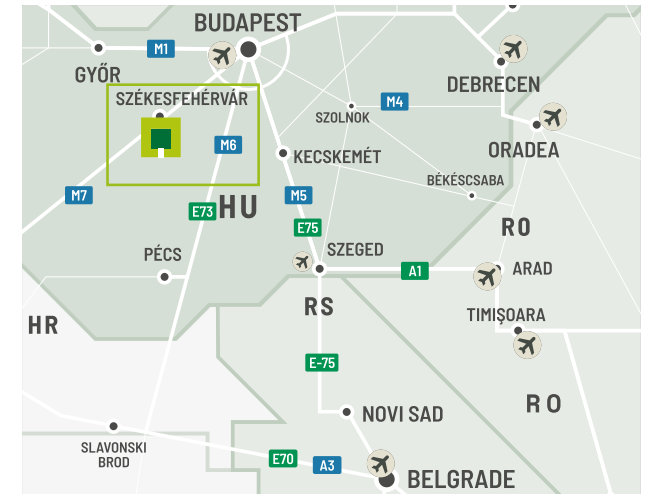 BUDAPEST
M1
GYŐR
DEBRECEN
SZÉKESFEHÉRVÁR
M4
SZOLNOK
M6
ORADEA
KECSKEMÉT
BÉKÉSCSABA
M7
M5
E73
HU
E75
RO
PÉCS
SZEGED
A1
ARAD
RS
TIMIŞOARA
HR
E-75
RO
NOVI SAD
SLAVONSKI
BROD
E70
A3
BELGRADE